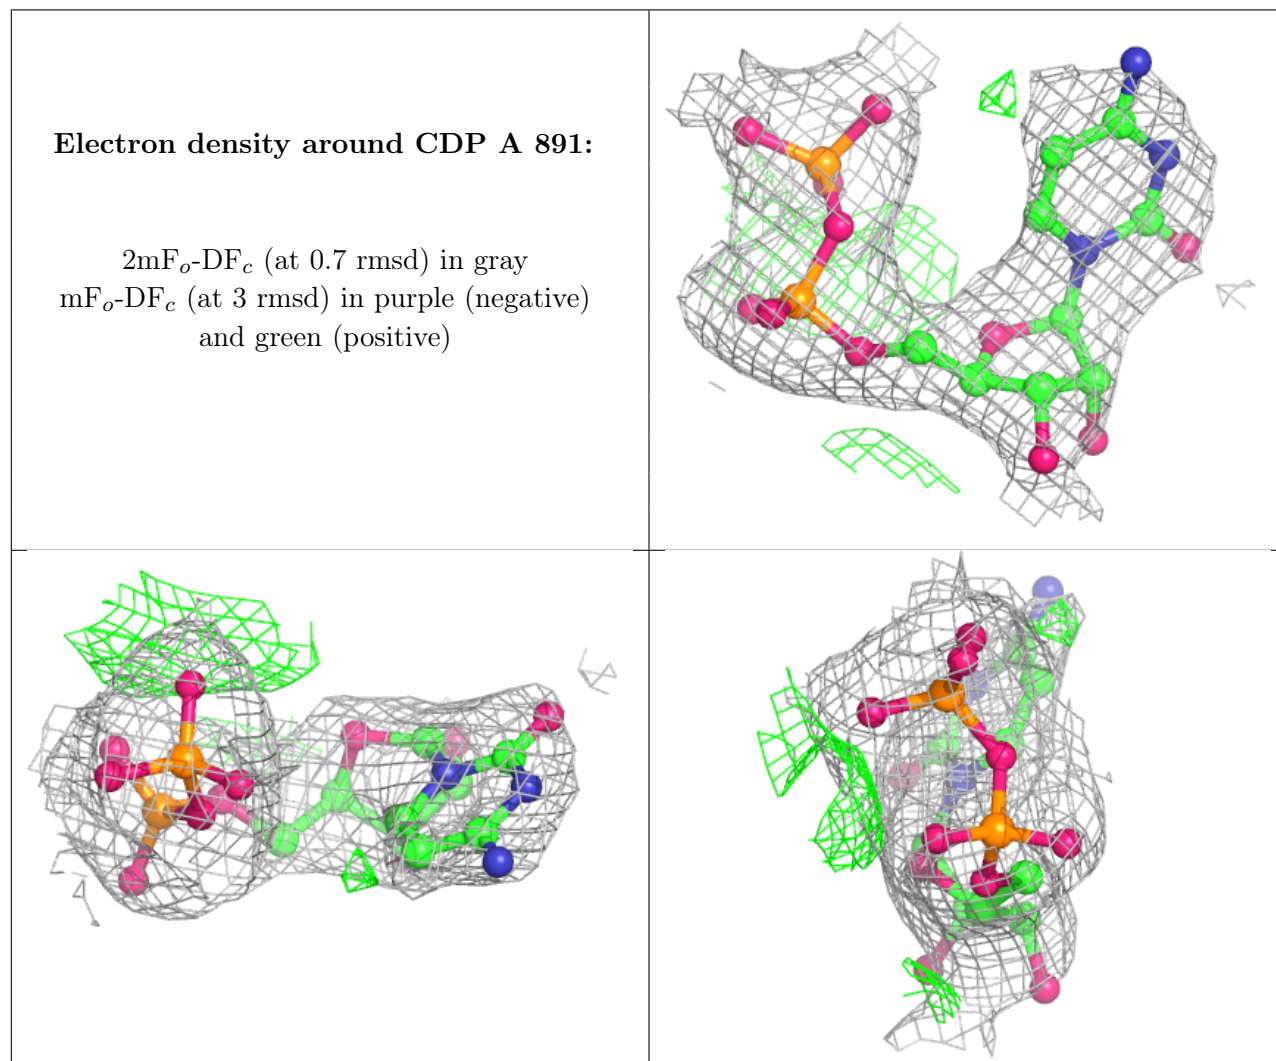 Electron density around CDP A 891:
2mFo-DFc (at 0.7 rmsd) in gray
mFo-DFc (at 3 rmsd) in purple (negative)
and green (positive)